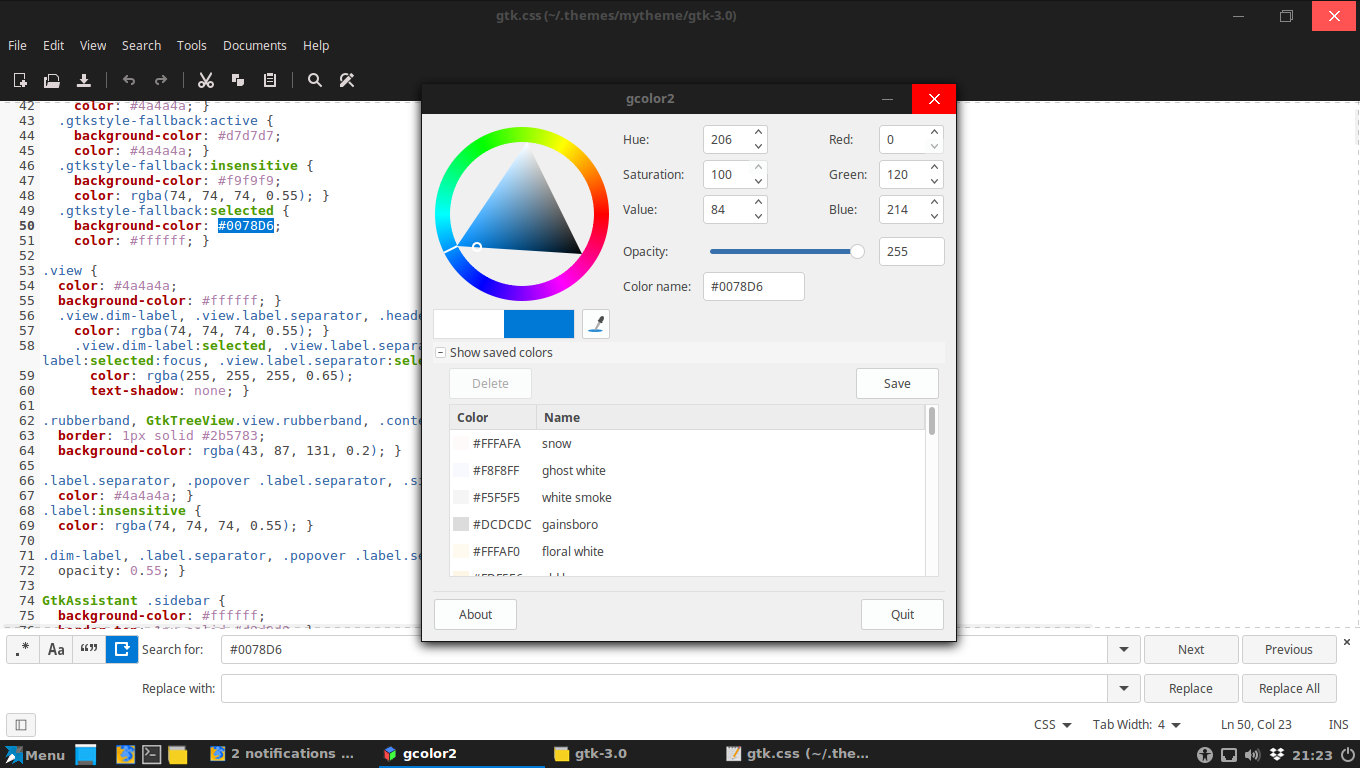 gtk.css (~/.themes/mytheme/gtk-3.0)
File Edit View Search Tools Documents Help
42 color: #4a4a4a; }
43 .gtkstyle-fallback:active {
44 background-color: #d7d7d7;
45 color: #4a4a4a; }
46 .gtkstyle-fallback:insensitive {
47 background-color: #f9f9f9;
48 color: rgba(74, 74, 74, 0.55); }
49 .gtkstyle-fallback:selected {
50 background-color: #0078D6;
51 color: #ffffff; }
52
53 .view {
54 color: #4a4a4a;
55 background-color: #ffffff; }
56 .view.dim-label, .view.label.separator, .heade
57 color: rgba(74, 74, 74, 0.55); }
58 .view.dim-label:selected, .view.label.separa
label:selected:focus, .view.label.separator:sele
59 color: rgba(255, 255, 255, 0.65);
60 text-shadow: none; }
61
62 .rubberband, GtkTreeView.view.rubberband, .conte
63 border: 1px solid #2b5783;
64 background-color: rgba(43, 87, 131, 0.2); }
65
66 .label.separator, .popover .label.separator, .si
67 color: #4a4a4a; }
68 .label:insensitive {
69 color: rgba(74, 74, 74, 0.55); }
70
71 .dim-label, .label.separator, .popover .label.se
72 opacity: 0.55; }
73
74 GtkAssistant .sidebar {
75 background-color: #ffffff;
gcolor2
Hue: 206 Red: 0
Saturation: 100 Green: 120
Value: 84 Blue: 214
Opacity: 255
Color name: #0078D6
Show saved colors
Delete Save
Color Name
#FFFAFA snow
#F8F8FF ghost white
#F5F5F5 white smoke
#DCDCDC gainsboro
#FFFAF0 floral white
About Quit
.* Aa “” Search for: #0078D6 Next Previous
Replace with: Replace Replace All
CSS Tab Width: 4 Ln 50, Col 23 INS
Menu 2 notifications ... gcolor2 gtk-3.0 gtk.css (~/.the... 21:23